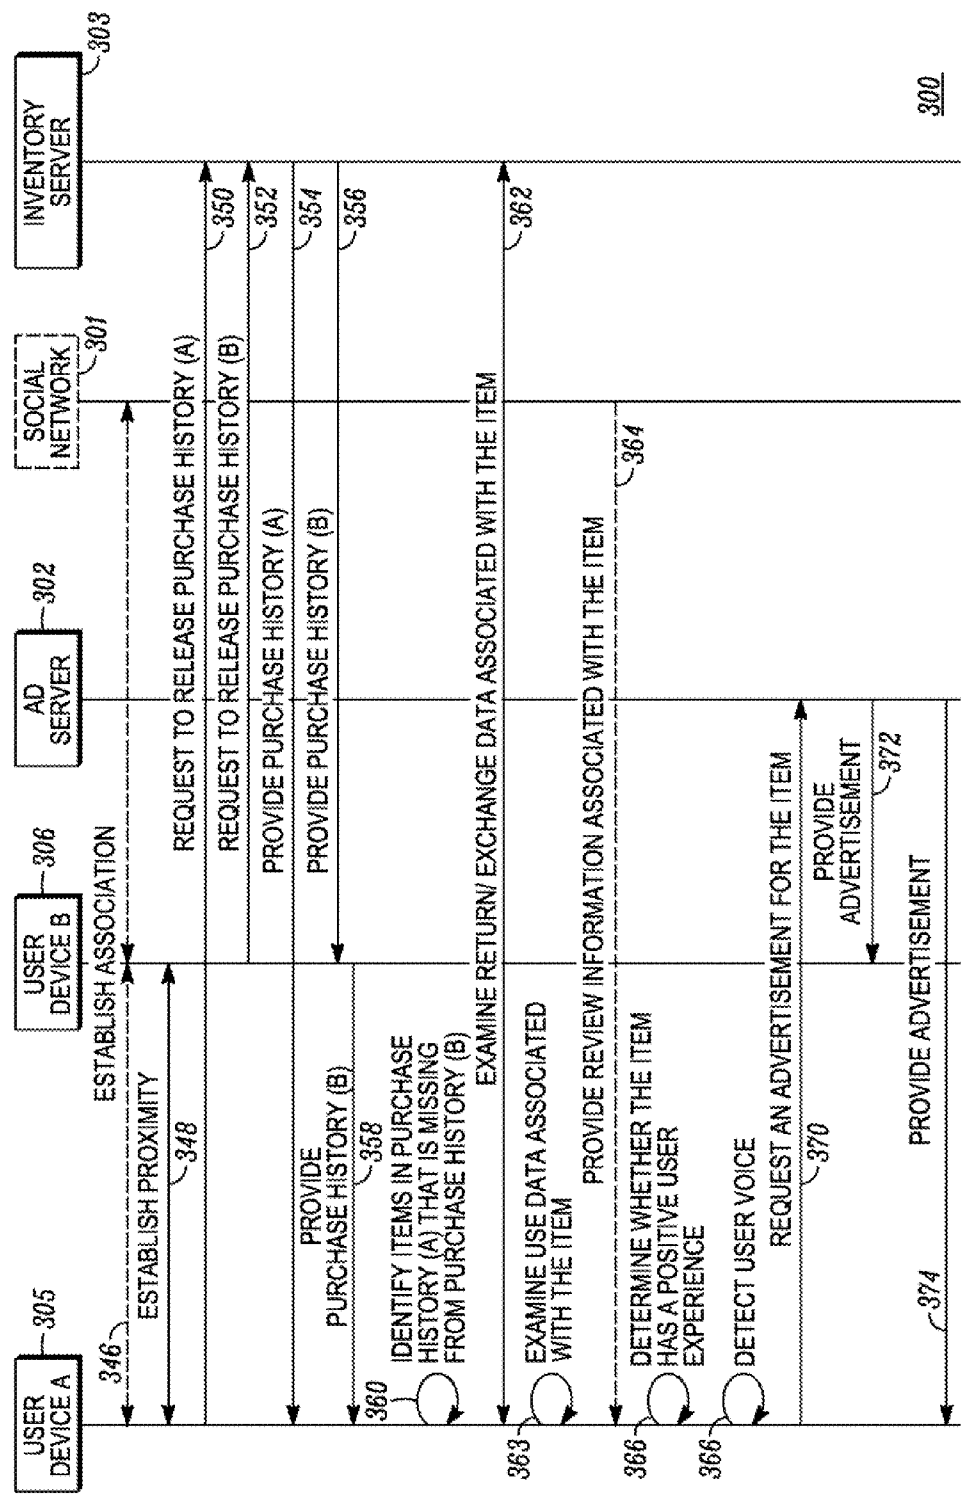 USER
DEVICE A
305
USER
DEVICE B
306
AD
SERVER
302
SOCIAL
NETWORK
301
INVENTORY
SERVER
303
ESTABLISH ASSOCIATION
346
ESTABLISH PROXIMITY
348
REQUEST TO RELEASE PURCHASE HISTORY (A)
350
REQUEST TO RELEASE PURCHASE HISTORY (B)
352
PROVIDE PURCHASE HISTORY (A)
354
PROVIDE PURCHASE HISTORY (B)
356
PROVIDE
PURCHASE HISTORY (B)
358
360
IDENTIFY ITEMS IN PURCHASE
HISTORY (A) THAT IS MISSING
FROM PURCHASE HISTORY (B)
EXAMINE RETURN/ EXCHANGE DATA ASSOCIATED WITH THE ITEM
362
363
EXAMINE USE DATA ASSOCIATED
WITH THE ITEM
PROVIDE REVIEW INFORMATION ASSOCIATED WITH THE ITEM
364
366
DETERMINE WHETHER THE ITEM
HAS A POSITIVE USER
EXPERIENCE
366
DETECT USER VOICE
REQUEST AN ADVERTISEMENT FOR THE ITEM
370
PROVIDE
ADVERTISEMENT
372
PROVIDE ADVERTISEMENT
374
300